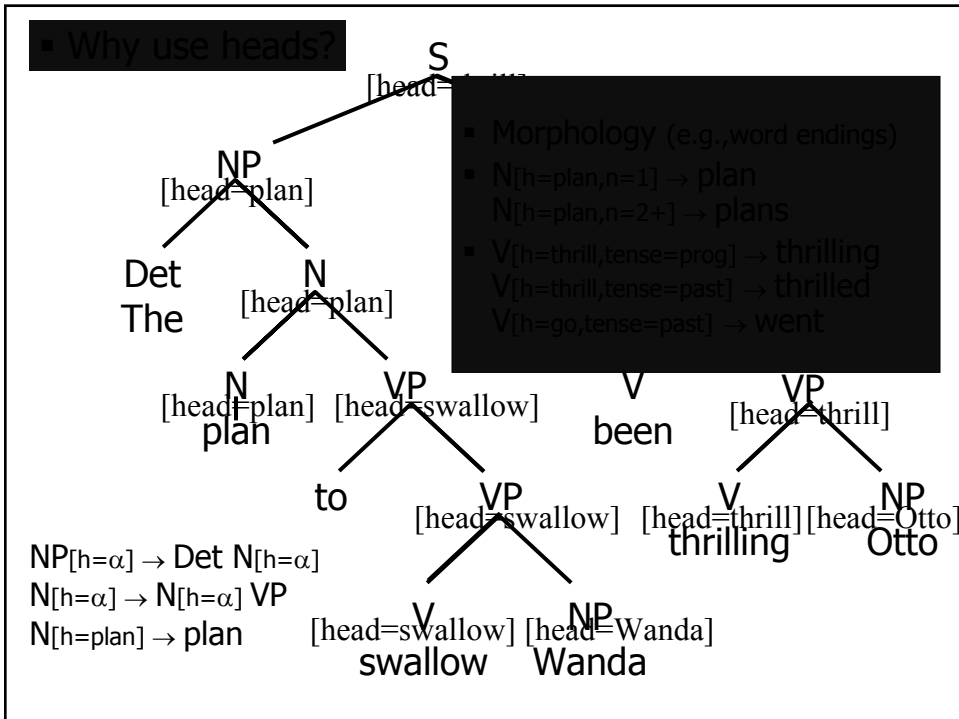 ▪ Why use heads?
S
[head=thrill]
▪ Morphology (e.g.,word endings)
▪ N[h=plan,n=1] → plan
N[h=plan,n=2+] → plans
▪ V[h=thrill,tense=prog] → thrilling
V[h=thrill,tense=past] → thrilled
V[h=go,tense=past] → went
NP
[head=plan]
Det
The
N
[head=plan]
N
[head=plan]
plan
VP
[head=swallow]
V
been
VP
[head=thrill]
to
VP
[head=swallow]
V
[head=thrill]
thrilling
NP
[head=Otto]
Otto
NP[h=α] → Det N[h=α]
N[h=α] → N[h=α] VP
N[h=plan] → plan
V
[head=swallow]
swallow
NP
[head=Wanda]
Wanda